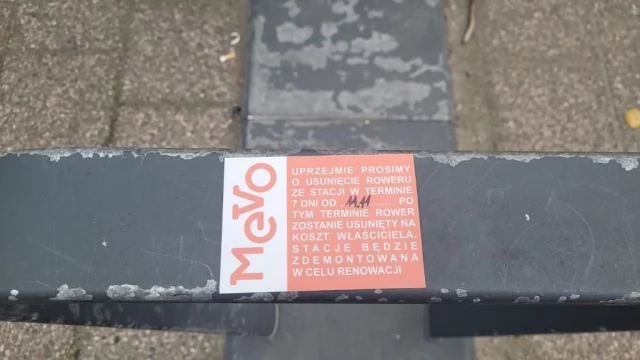 MEVO
UPRZEJMIE PROSIMY
O USUNIĘCIE ROWERU
ZE STACJI W TERMINIE
7 DNI OD ...11.11........ PO
TYM TERMINIE ROWER
ZOSTANIE USUNIĘTY NA
KOSZT WŁAŚCICIELA.
STACJE BĘDZIE
ZDEMONTOWANA
W CELU RENOWACJI